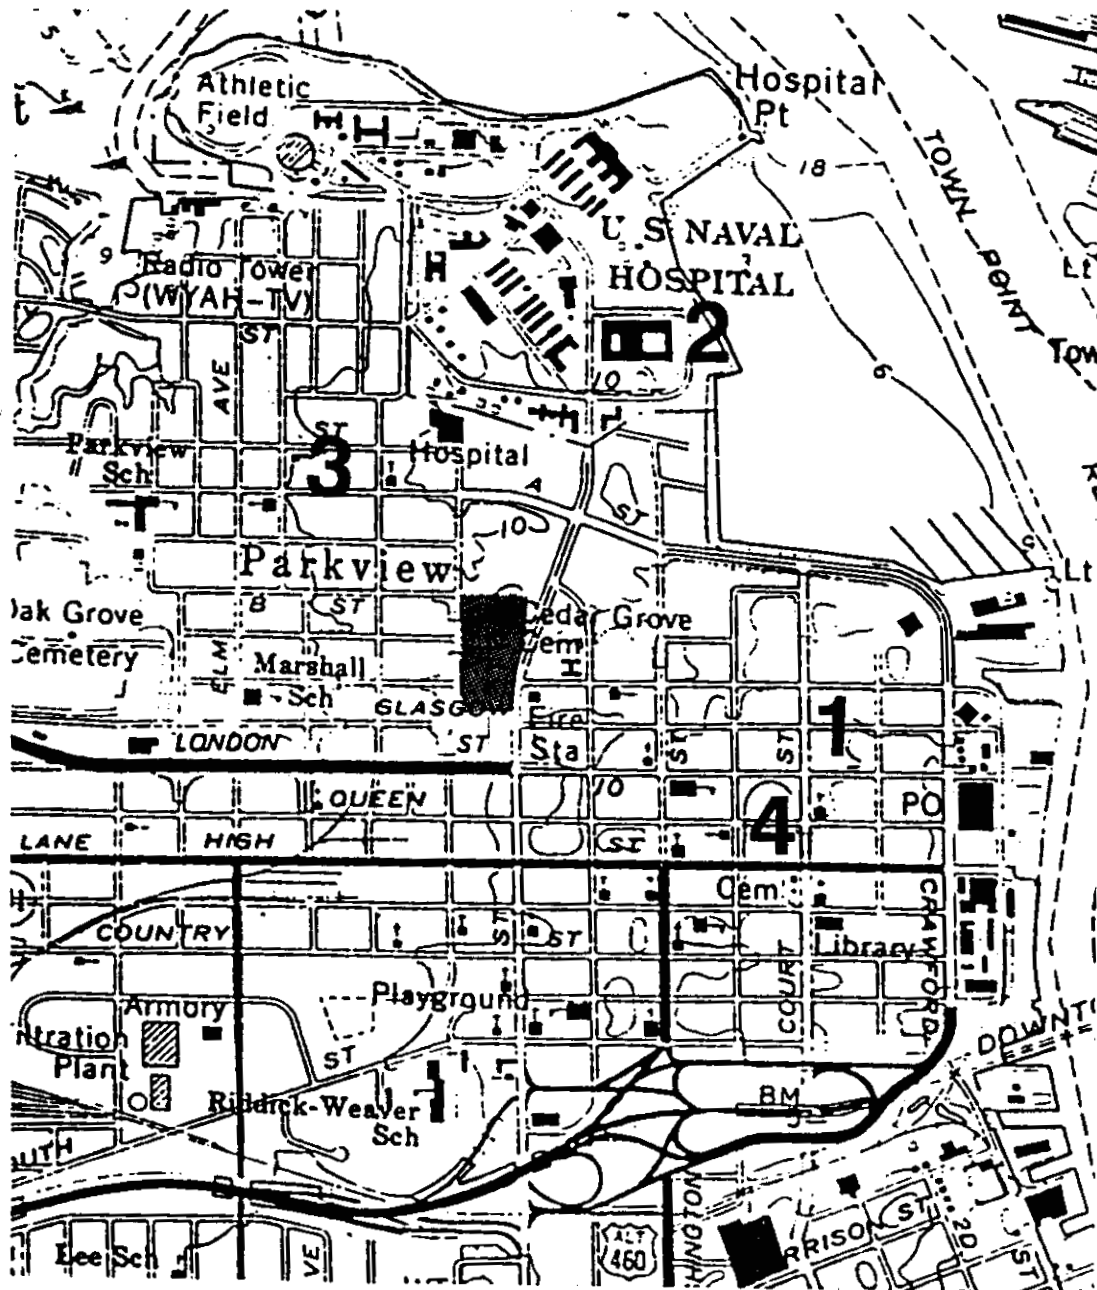 Athletic
Field
Hospital
Pt
18
TOWN POINT
U S NAVAL
HOSPITAL
9
Radio Tower
(WYAH-TV)
ST
Lt
2
6
10
AVE
ST
3
Parkview
Sch
Hospital
A
ST
10
Parkview
S
Lt
B
ST
Oak Grove
Cemetery
Cedar Grove
Cem
ELM
Marshall
Sch
GLASGOW
ST
Fire
Sta
LONDON
ST
ST
1
10
QUEEN
4
PO
LANE
HIGH
ST
Cem
CRAWFORD
COUNTRY
ST
ST
Library
COURT
Playground
Armory
Plant
ST
BM
Riddick-Weaver
Sch
Lee Sch
ALT
460
ST
2D
ST